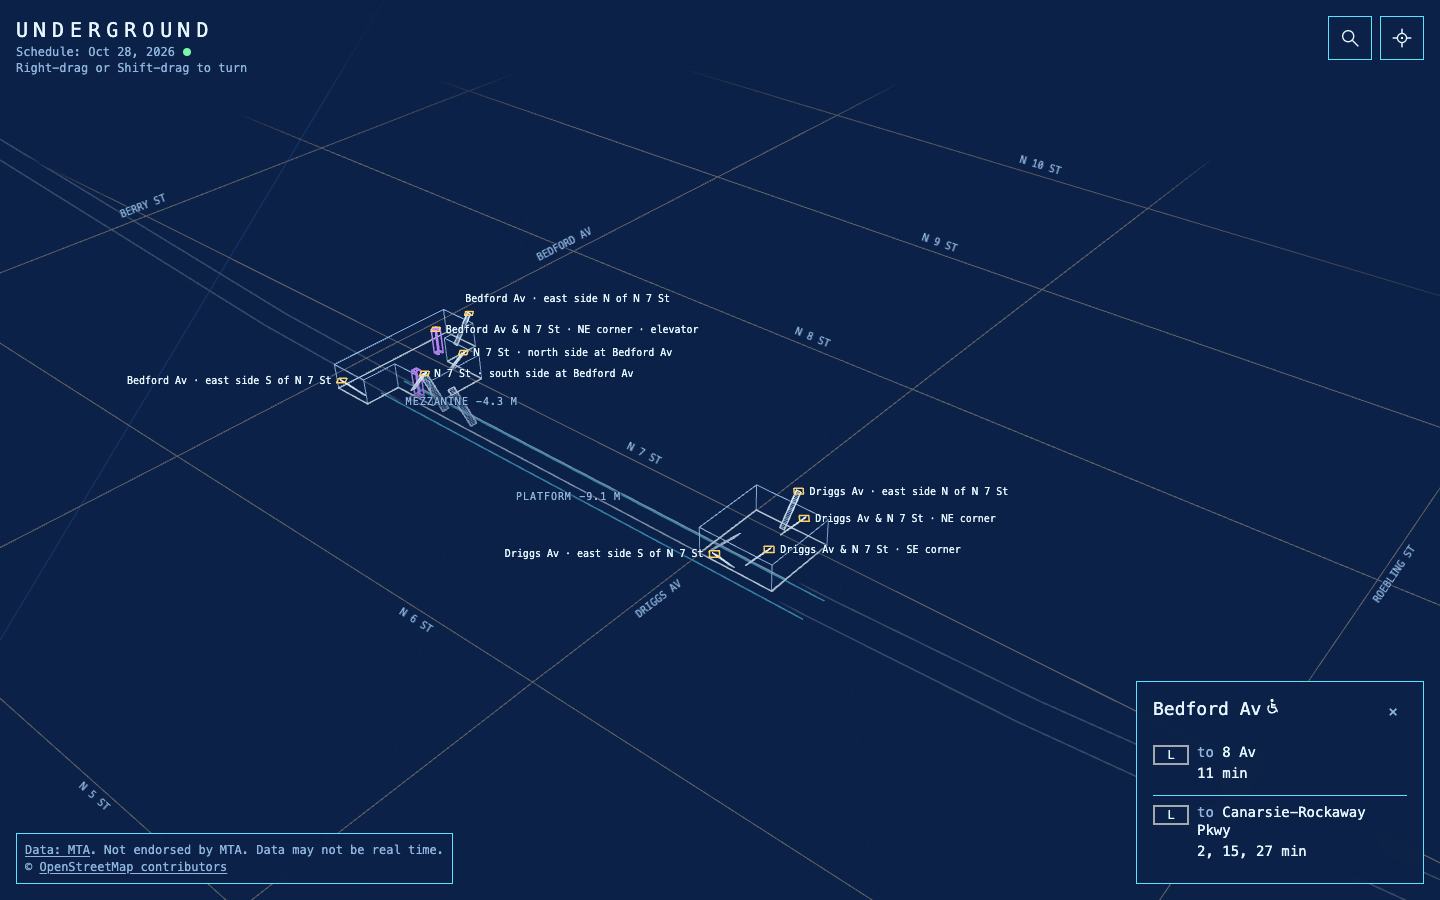 UNDERGROUND
Schedule: Oct 28, 2026
Right-drag or Shift-drag to turn
N 10 ST
BERRY ST
BEDFORD AV
N 9 ST
Bedford Av · east side N of N 7 St
Bedford Av & N 7 St · NE corner · elevator
N 8 ST
N 7 St · north side at Bedford Av
N 7 St · south side at Bedford Av
Bedford Av · east side S of N 7 St
MEZZANINE −4.3 M
N 7 ST
PLATFORM −9.1 M
Driggs Av · east side N of N 7 St
Driggs Av & N 7 St · NE corner
Driggs Av & N 7 St · SE corner
Driggs Av · east side S of N 7 St
ROEBLING ST
DRIGGS AV
N 6 ST
N 5 ST
Bedford Av
×
L to 8 Av
11 min
L to Canarsie-Rockaway
Pkwy
2, 15, 27 min
Data: MTA. Not endorsed by MTA. Data may not be real time.
© OpenStreetMap contributors